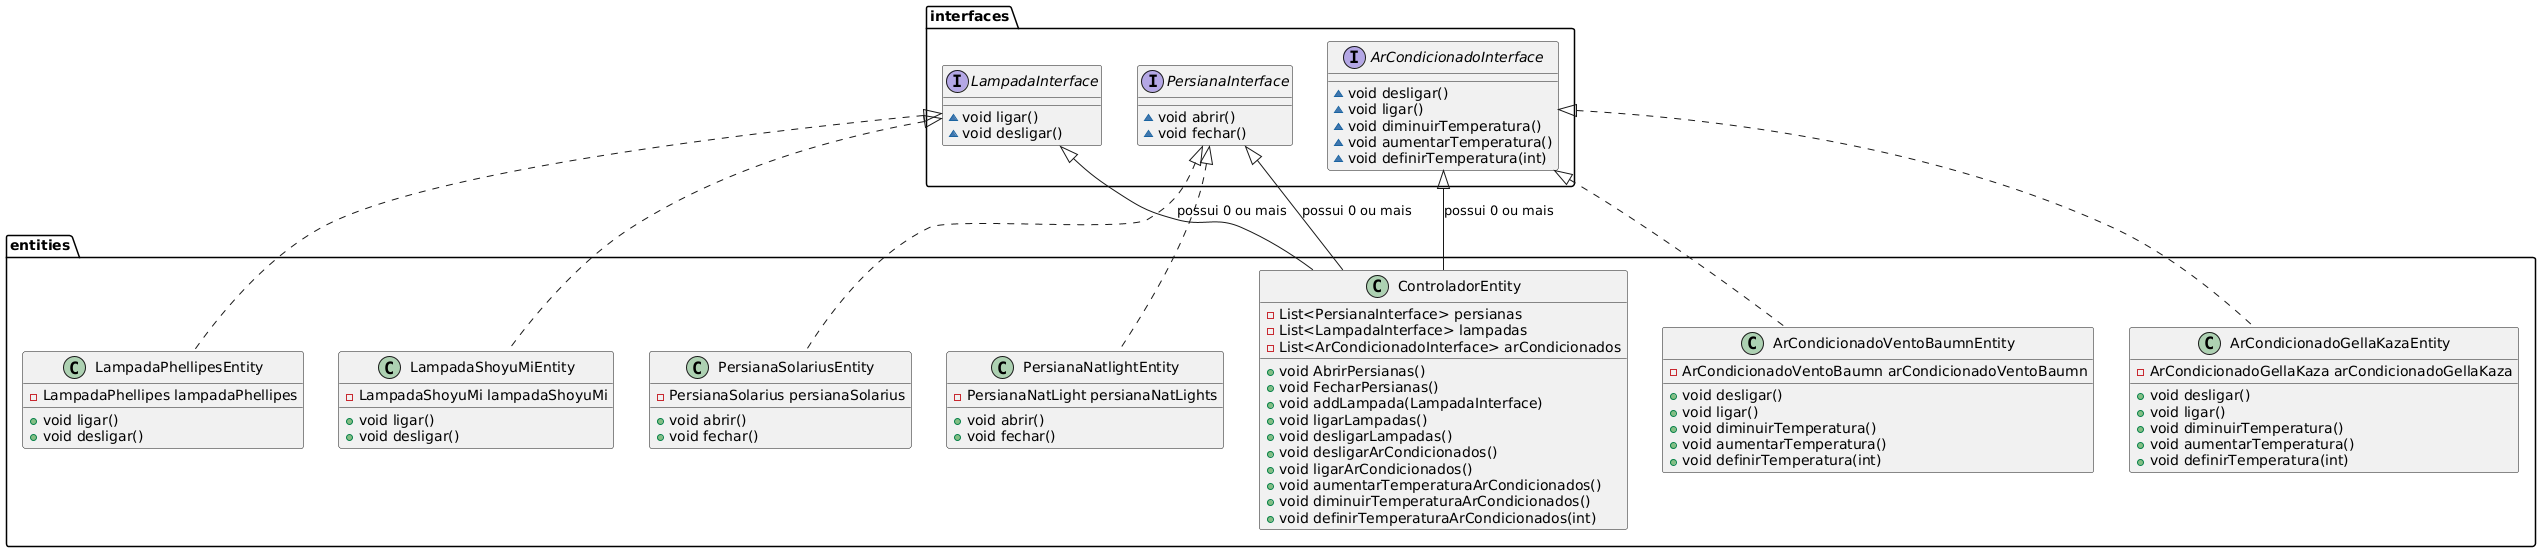 interfaces
LampadaInterface
void ligar()
void desligar()
PersianaInterface
void abrir()
void fechar()
ArCondicionadoInterface
void desligar()
void ligar()
void diminuirTemperatura()
void aumentarTemperatura()
void definirTemperatura(int)
possui 0 ou mais
possui 0 ou mais
possui 0 ou mais
entities
LampadaPhellipesEntity
LampadaPhellipes lampadaPhellipes
void ligar()
void desligar()
LampadaShoyuMiEntity
LampadaShoyuMi lampadaShoyuMi
void ligar()
void desligar()
PersianaSolariusEntity
PersianaSolarius persianaSolarius
void abrir()
void fechar()
PersianaNatlightEntity
PersianaNatLight persianaNatLights
void abrir()
void fechar()
ControladorEntity
List<PersianaInterface> persianas
List<LampadaInterface> lampadas
List<ArCondicionadoInterface> arCondicionados
void AbrirPersianas()
void FecharPersianas()
void addLampada(LampadaInterface)
void ligarLampadas()
void desligarLampadas()
void desligarArCondicionados()
void ligarArCondicionados()
void aumentarTemperaturaArCondicionados()
void diminuirTemperaturaArCondicionados()
void definirTemperaturaArCondicionados(int)
ArCondicionadoVentoBaumnEntity
ArCondicionadoVentoBaumn arCondicionadoVentoBaumn
void desligar()
void ligar()
void diminuirTemperatura()
void aumentarTemperatura()
void definirTemperatura(int)
ArCondicionadoGellaKazaEntity
ArCondicionadoGellaKaza arCondicionadoGellaKaza
void desligar()
void ligar()
void diminuirTemperatura()
void aumentarTemperatura()
void definirTemperatura(int)